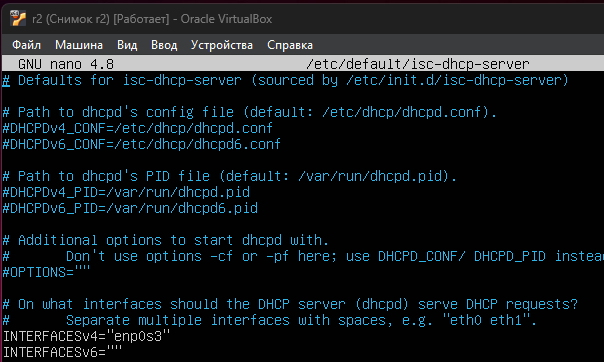 r2 (Снимок r2) [Работает] - Oracle VirtualBox
Файл Машина Вид Ввод Устройства Справка
GNU nano 4.8 /etc/default/isc-dhcp-server
# Defaults for isc-dhcp-server (sourced by /etc/init.d/isc-dhcp-server)
# Path to dhcpd's config file (default: /etc/dhcp/dhcpd.conf).
#DHCPDv4_CONF=/etc/dhcp/dhcpd.conf
#DHCPDv6_CONF=/etc/dhcp/dhcpd6.conf
# Path to dhcpd's PID file (default: /var/run/dhcpd.pid).
#DHCPDv4_PID=/var/run/dhcpd.pid
#DHCPDv6_PID=/var/run/dhcpd6.pid
# Additional options to start dhcpd with.
# Don't use options -cf or -pf here; use DHCPD_CONF/ DHCPD_PID instea
#OPTIONS=""
# On what interfaces should the DHCP server (dhcpd) serve DHCP requests?
# Separate multiple interfaces with spaces, e.g. "eth0 eth1".
INTERFACESv4="enp0s3"
INTERFACESv6=""